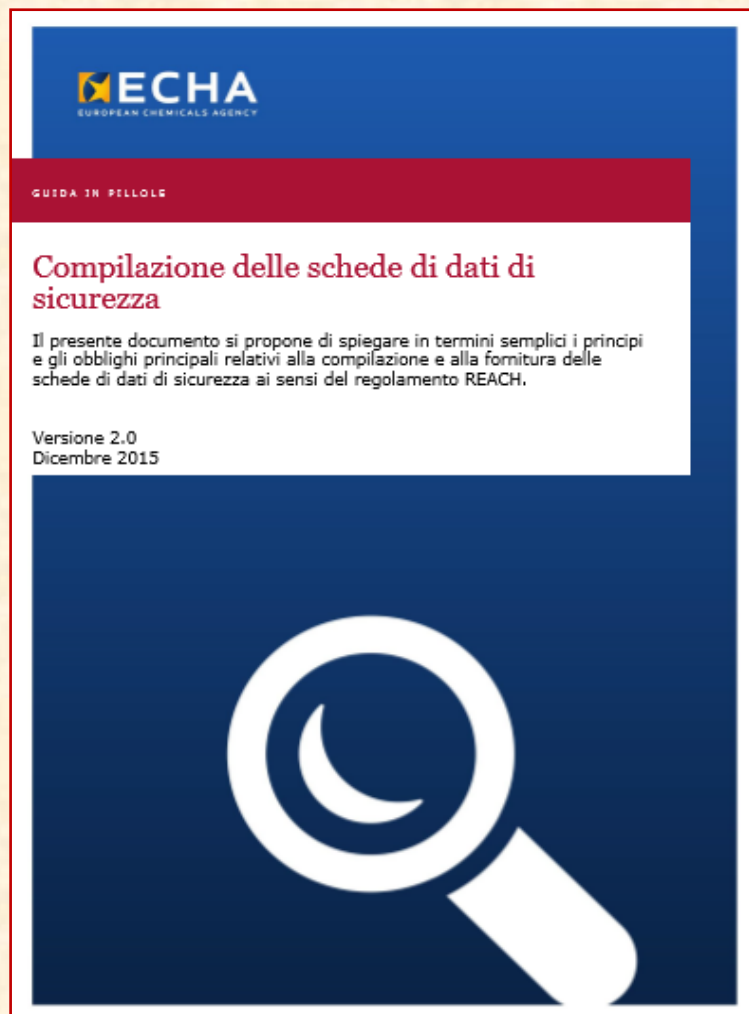 ECHA
EUROPEAN CHEMICALS AGENCY
GUIDA IN PILLOLE
Compilazione delle schede di dati di
sicurezza
Il presente documento si propone di spiegare in termini semplici i principi
e gli obblighi principali relativi alla compilazione e alla fornitura delle
schede di dati di sicurezza ai sensi del regolamento REACH.
Versione 2.0
Dicembre 2015